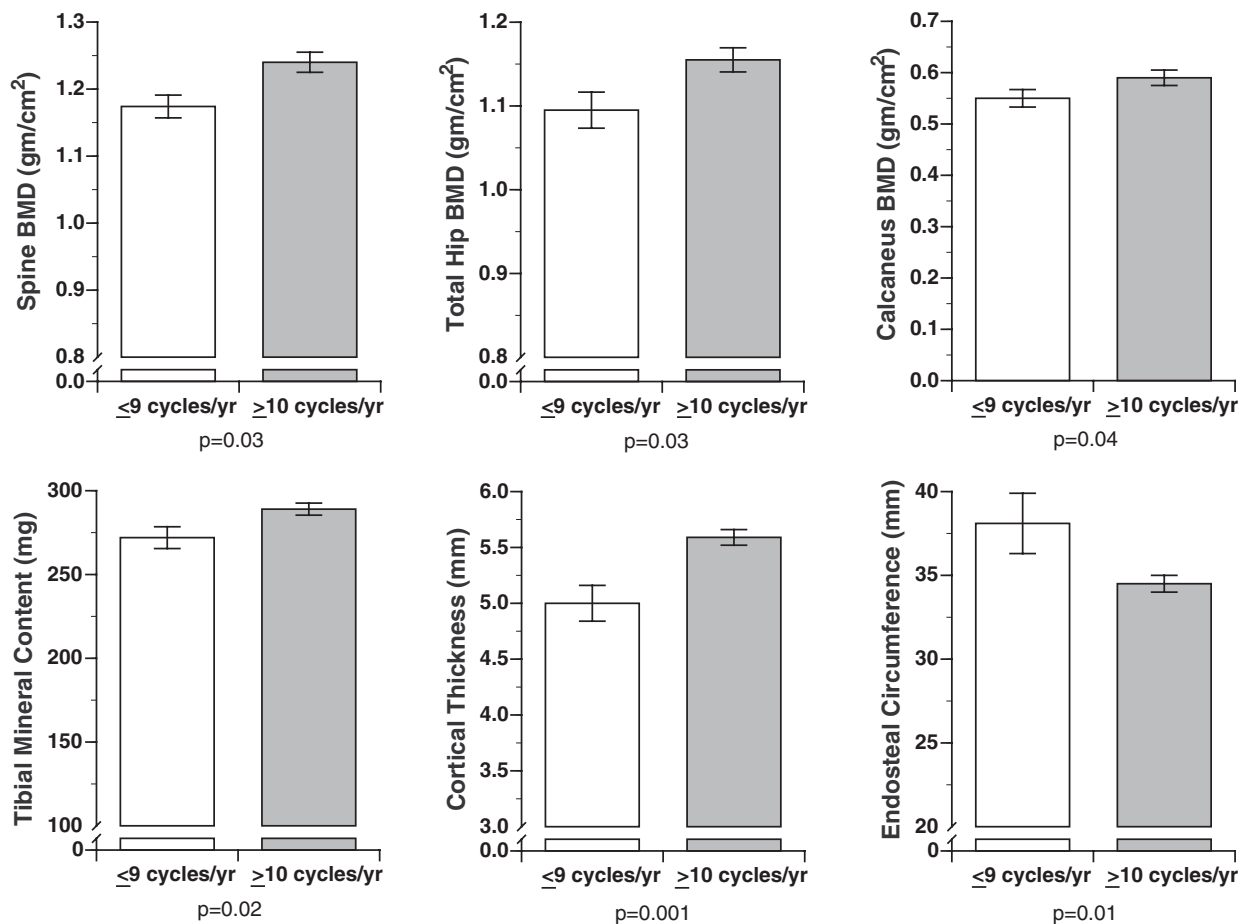 Spine BMD (gm/cm²)
1.3
1.2
1.1
1.0
0.9
0.8
0.0
≤9 cycles/yr ≥10 cycles/yr
p=0.03
Total Hip BMD (gm/cm²)
1.2
1.1
1.0
0.9
0.8
0.0
≤9 cycles/yr ≥10 cycles/yr
p=0.03
Calcaneus BMD (gm/cm²)
0.7
0.6
0.5
0.4
0.3
0.2
0.1
0.0
≤9 cycles/yr ≥10 cycles/yr
p=0.04
Tibial Mineral Content (mg)
300
250
200
150
100
0
≤9 cycles/yr ≥10 cycles/yr
p=0.02
Cortical Thickness (mm)
6.0
5.5
5.0
4.5
4.0
3.5
3.0
0.0
≤9 cycles/yr ≥10 cycles/yr
p=0.001
Endosteal Circumference (mm)
40
35
30
25
20
0
≤9 cycles/yr ≥10 cycles/yr
p=0.01